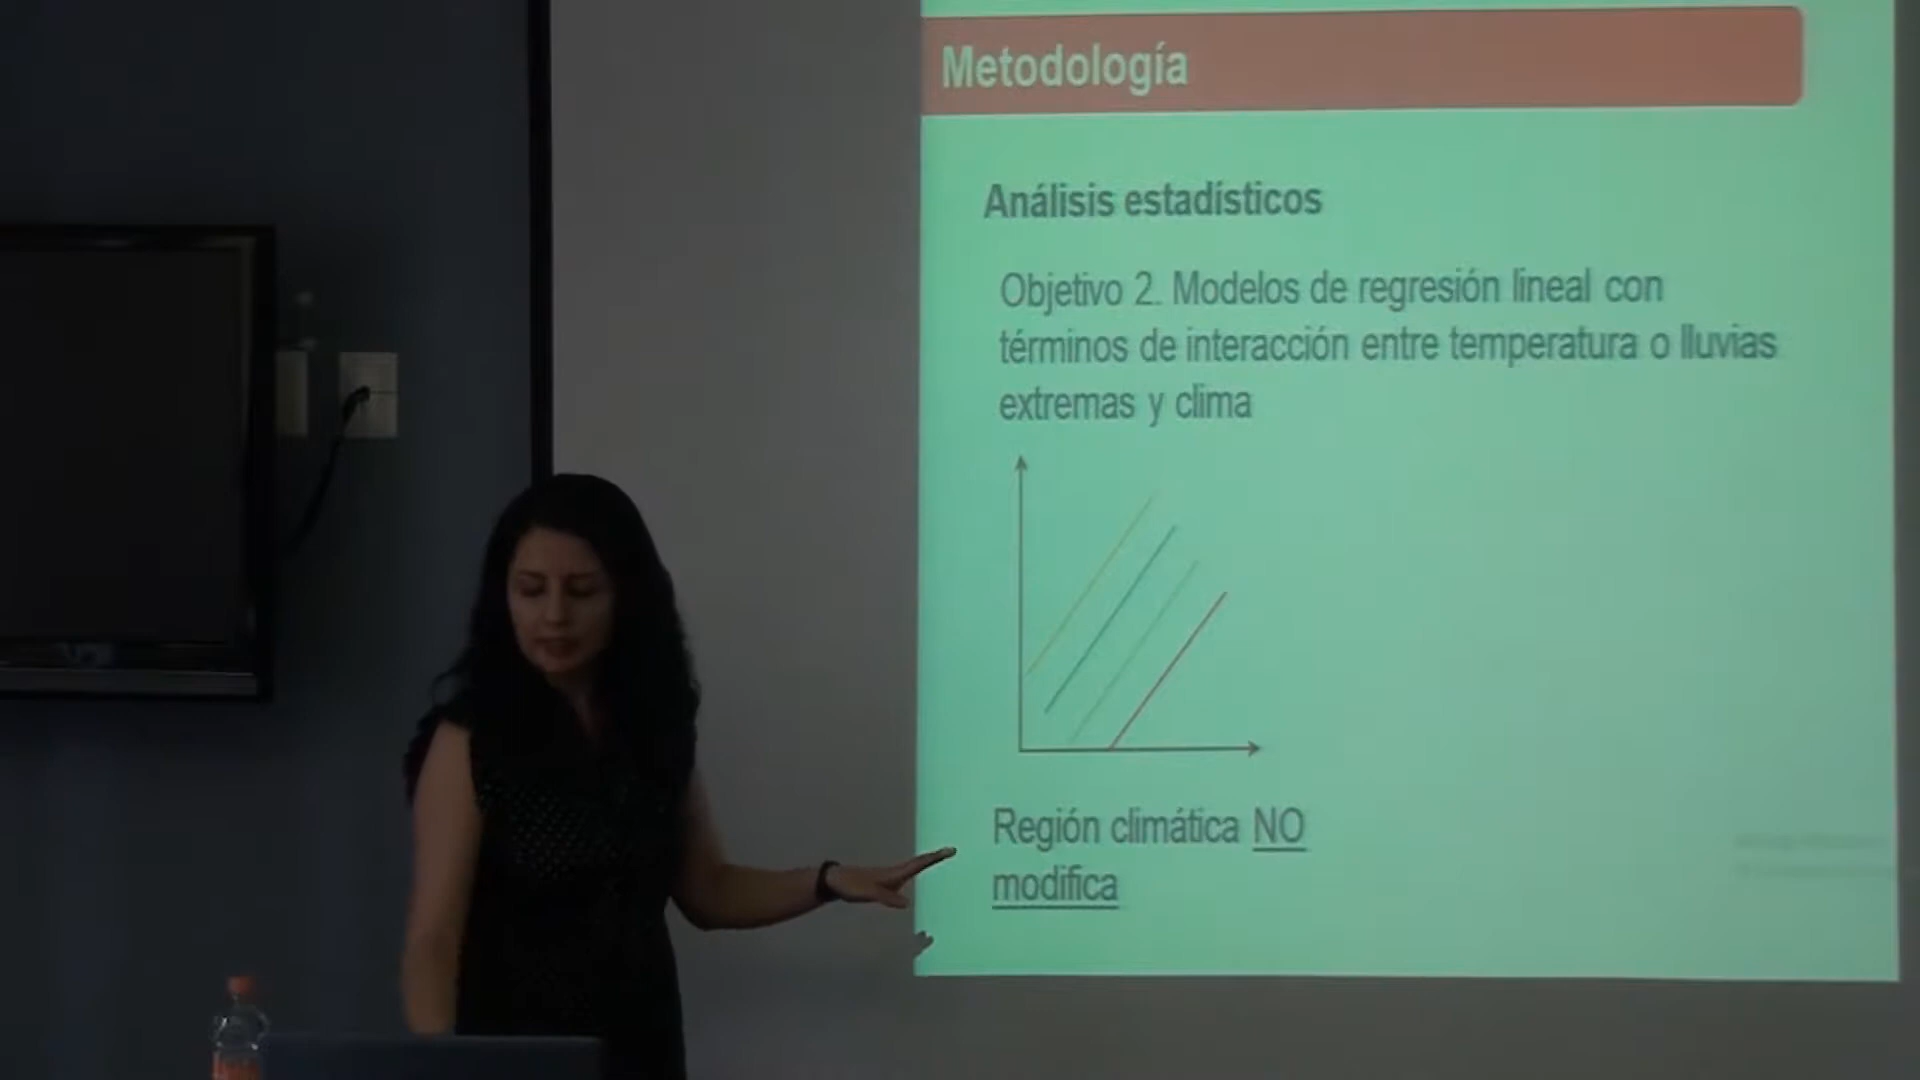 Metodología
Análisis estadísticos
Objetivo 2. Modelos de regresión lineal con
términos de interacción entre temperatura o lluvias
extremas y clima
Región climática NO
modifica